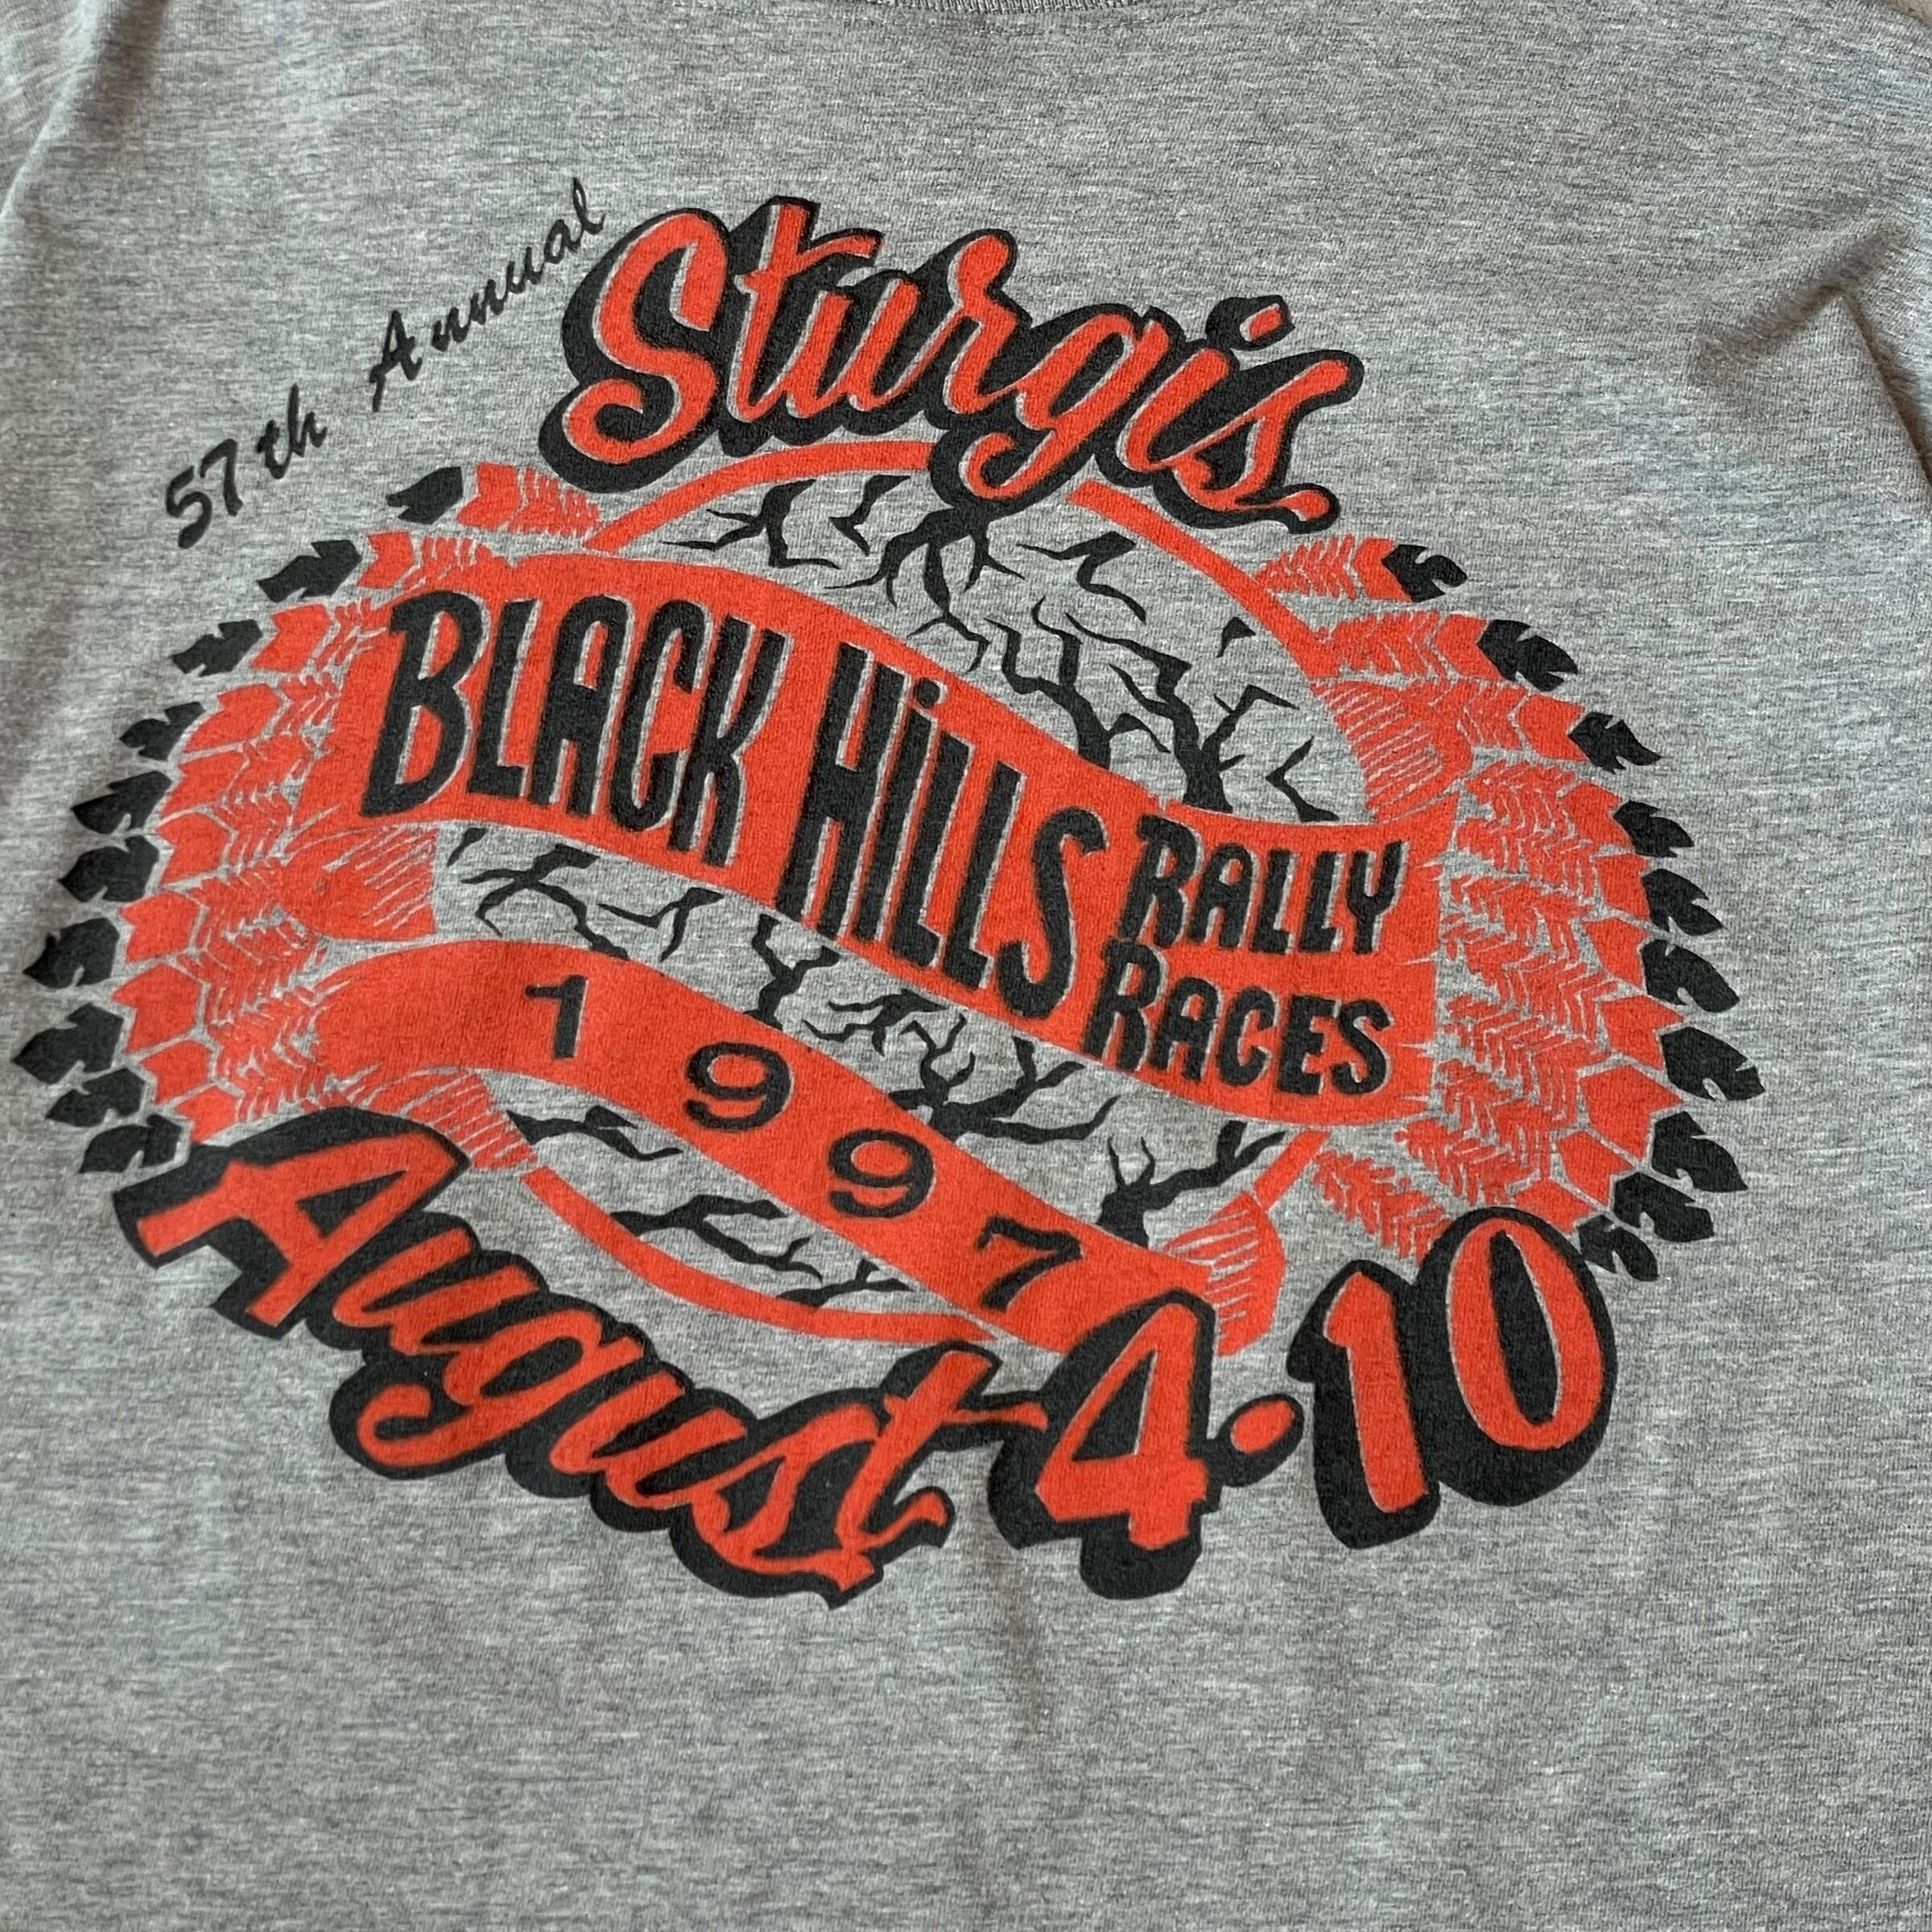 57th Annual
Sturgis
BLACK HiLLS RALLY
RACES
1997
August 4·10